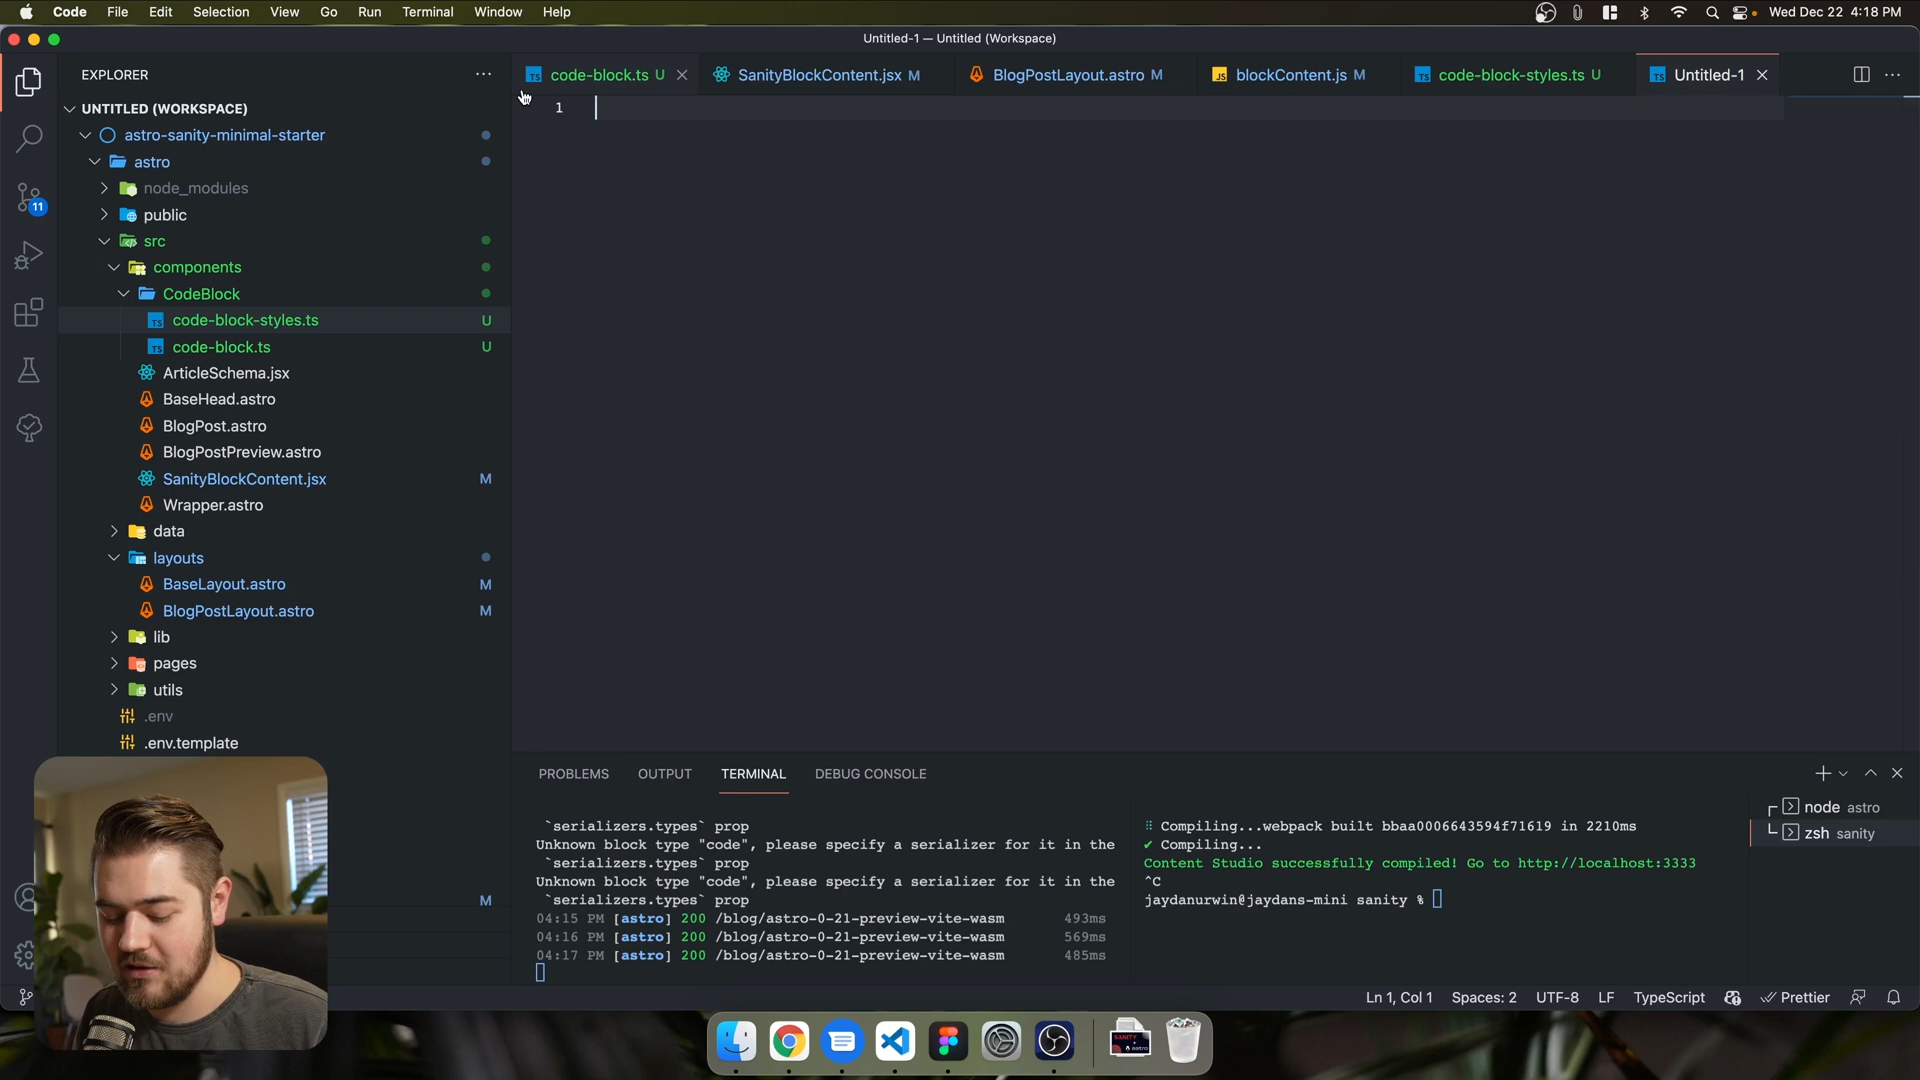 Code File Edit Selection View Go Run Terminal Window Help
Wed Dec 22 4:18 PM
Untitled-1 — Untitled (Workspace)
EXPLORER
code-block.ts U
SanityBlockContent.jsx M
BlogPostLayout.astro M
JS blockContent.js M
TS code-block-styles.ts U
TS Untitled-1
1
UNTITLED (WORKSPACE)
astro-sanity-minimal-starter
astro
node_modules
public
11
src
components
CodeBlock
TS code-block-styles.ts U
TS code-block.ts U
ArticleSchema.jsx
BaseHead.astro
BlogPost.astro
BlogPostPreview.astro
SanityBlockContent.jsx M
Wrapper.astro
data
layouts
BaseLayout.astro M
BlogPostLayout.astro M
lib
pages
utils
.env
.env.template
M
PROBLEMS OUTPUT TERMINAL DEBUG CONSOLE
`serializers.types` prop
Unknown block type "code", please specify a serializer for it in the
`serializers.types` prop
Unknown block type "code", please specify a serializer for it in the
`serializers.types` prop
04:15 PM [astro] 200 /blog/astro-0-21-preview-vite-wasm 493ms
04:16 PM [astro] 200 /blog/astro-0-21-preview-vite-wasm 569ms
04:17 PM [astro] 200 /blog/astro-0-21-preview-vite-wasm 485ms
Compiling...webpack built bbaa0006643594f71619 in 2210ms
✔ Compiling...
Content Studio successfully compiled! Go to http://localhost:3333
^C
jaydanurwin@jaydans-mini sanity %
node astro
zsh sanity
Ln 1, Col 1 Spaces: 2 UTF-8 LF TypeScript Prettier
SANITY